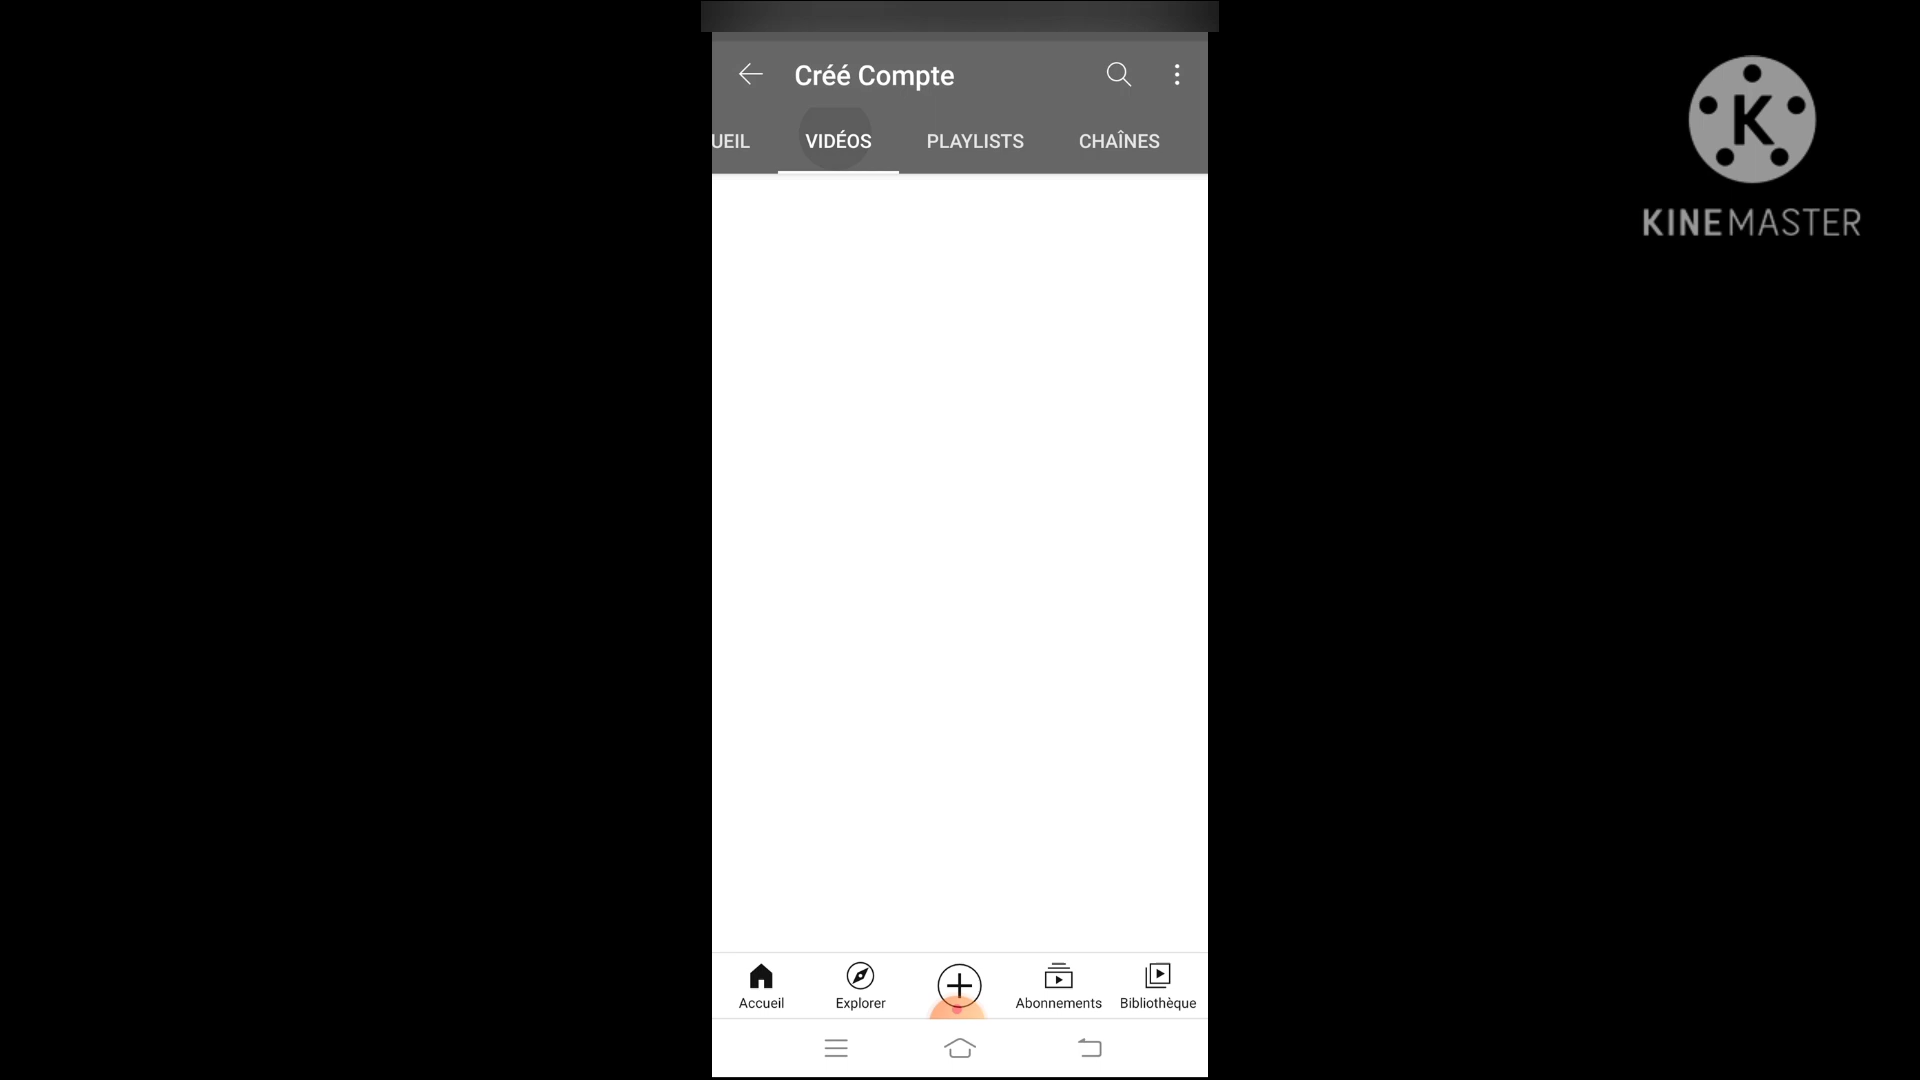 Créé Compte
UEIL VIDÉOS PLAYLISTS CHAÎNES
K
KINEMASTER
Accueil Explorer Abonnements Bibliothèque